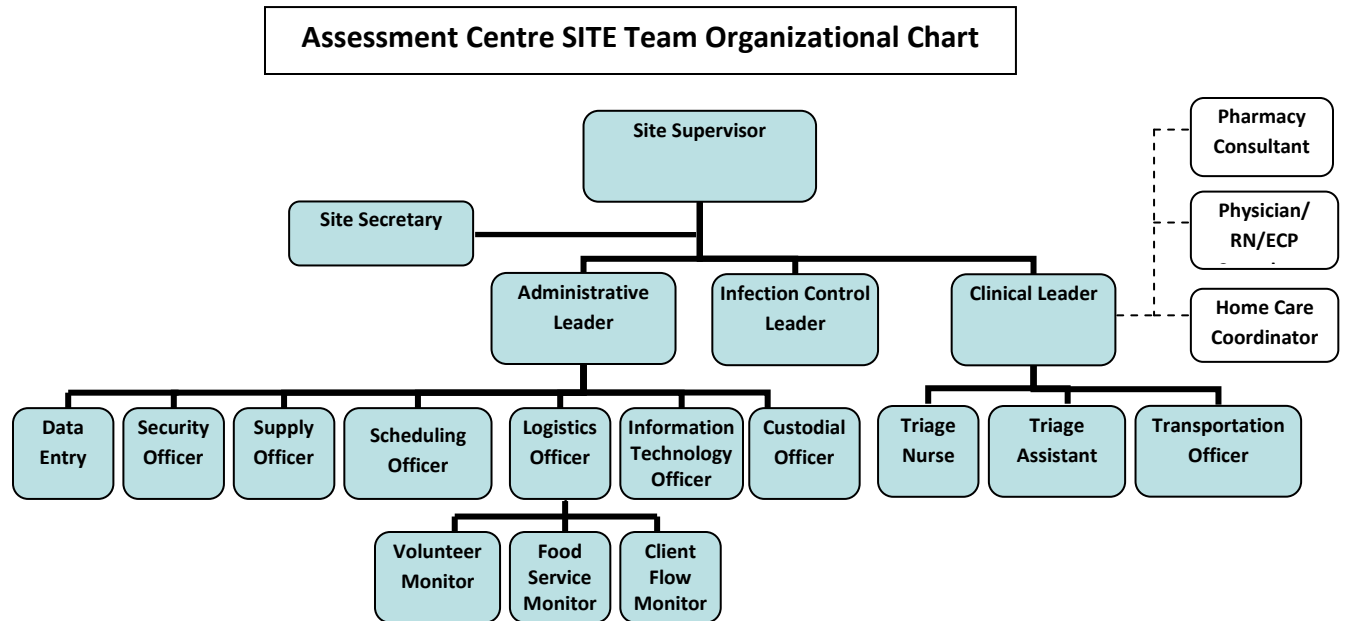 Assessment Centre SITE Team Organizational Chart
Site Supervisor
Pharmacy
Consultant
Site Secretary
Physician/
RN/ECP
Administrative
Leader
Infection Control
Leader
Clinical Leader
Home Care
Coordinator
Data
Entry
Security
Officer
Supply
Officer
Scheduling
Officer
Logistics
Officer
Information
Technology
Officer
Custodial
Officer
Triage
Nurse
Triage
Assistant
Transportation
Officer
Volunteer
Monitor
Food
Service
Monitor
Client
Flow
Monitor